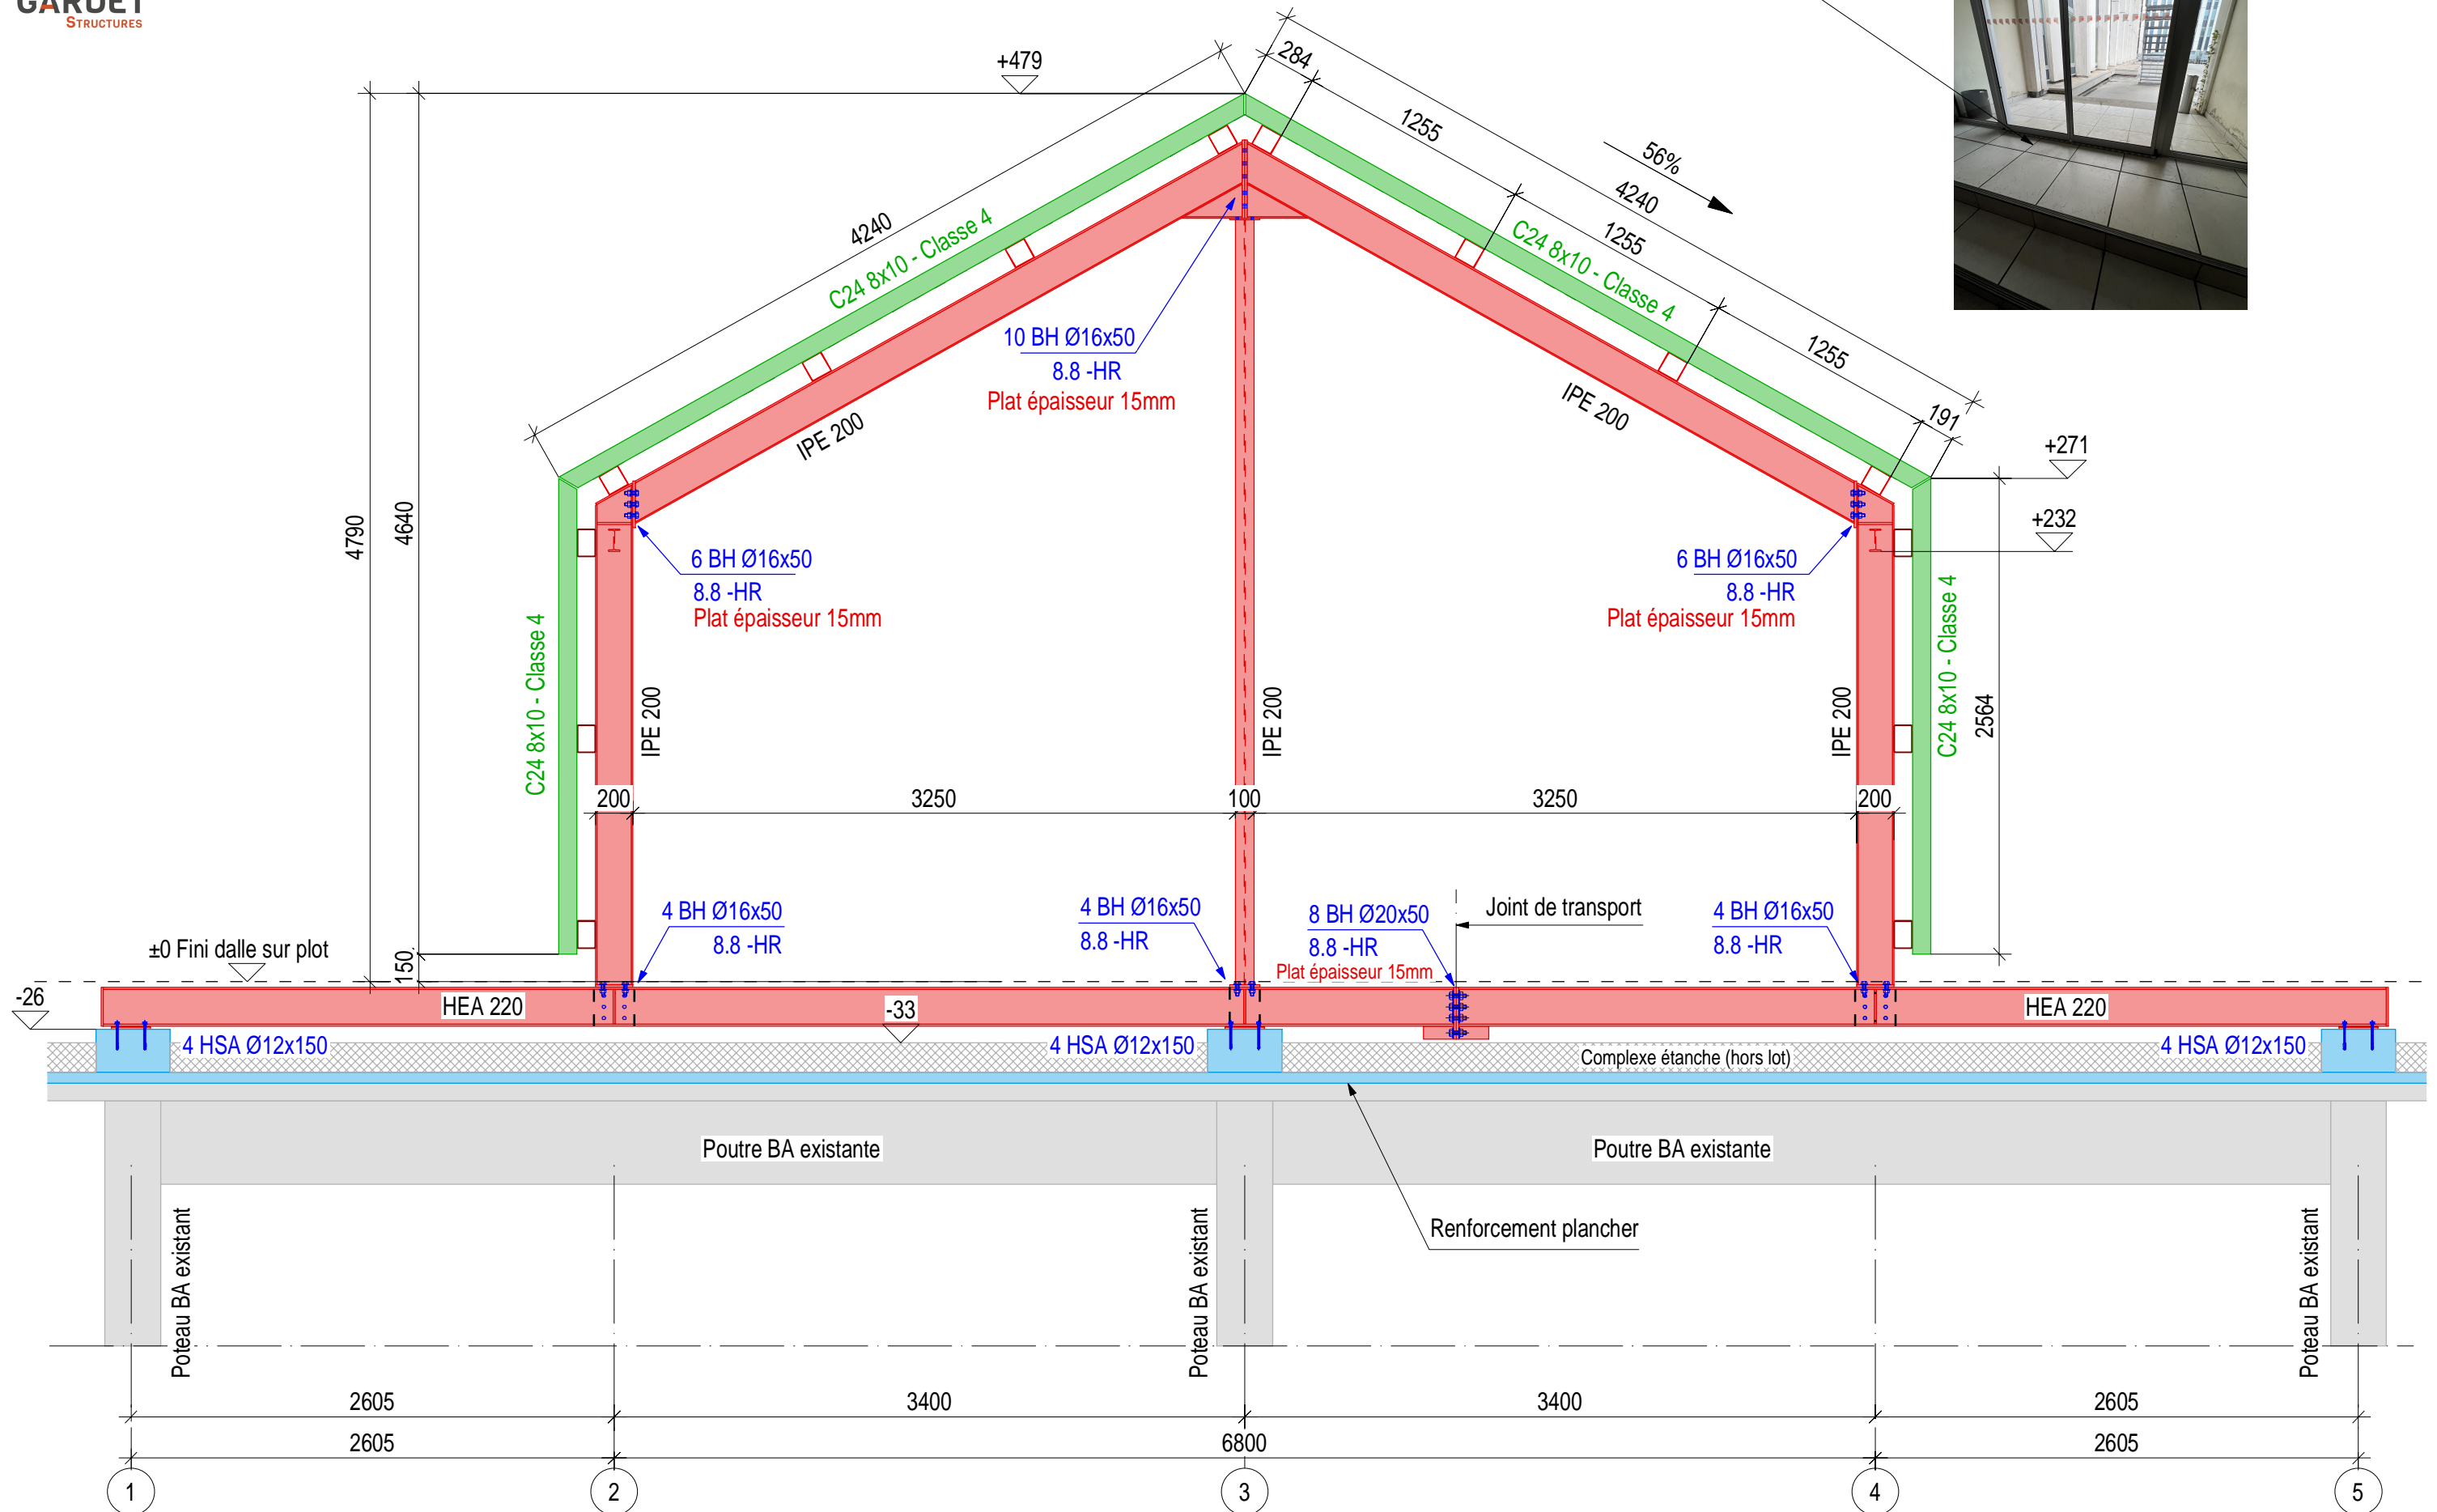 GARDET
STRUCTURES
+479
284
1255
56%
4240
4240
C24 8x10 - Classe 4
C24 8x10 - Classe 4
1255
1255
191
10 BH Ø16x50
8.8 -HR
Plat épaisseur 15mm
IPE 200
IPE 200
+271
+232
4790
4640
6 BH Ø16x50
8.8 -HR
Plat épaisseur 15mm
6 BH Ø16x50
8.8 -HR
Plat épaisseur 15mm
C24 8x10 - Classe 4
IPE 200
IPE 200
IPE 200
C24 8x10 - Classe 4
2564
200
3250
100
3250
200
4 BH Ø16x50
8.8 -HR
4 BH Ø16x50
8.8 -HR
8 BH Ø20x50
8.8 -HR
Plat épaisseur 15mm
Joint de transport
4 BH Ø16x50
8.8 -HR
±0 Fini dalle sur plot
150
-26
HEA 220
-33
HEA 220
4 HSA Ø12x150
4 HSA Ø12x150
Complexe étanche (hors lot)
4 HSA Ø12x150
Poutre BA existante
Poutre BA existante
Renforcement plancher
Poteau BA existant
Poteau BA existant
Poteau BA existant
2605
3400
3400
2605
2605
6800
2605
1
2
3
4
5